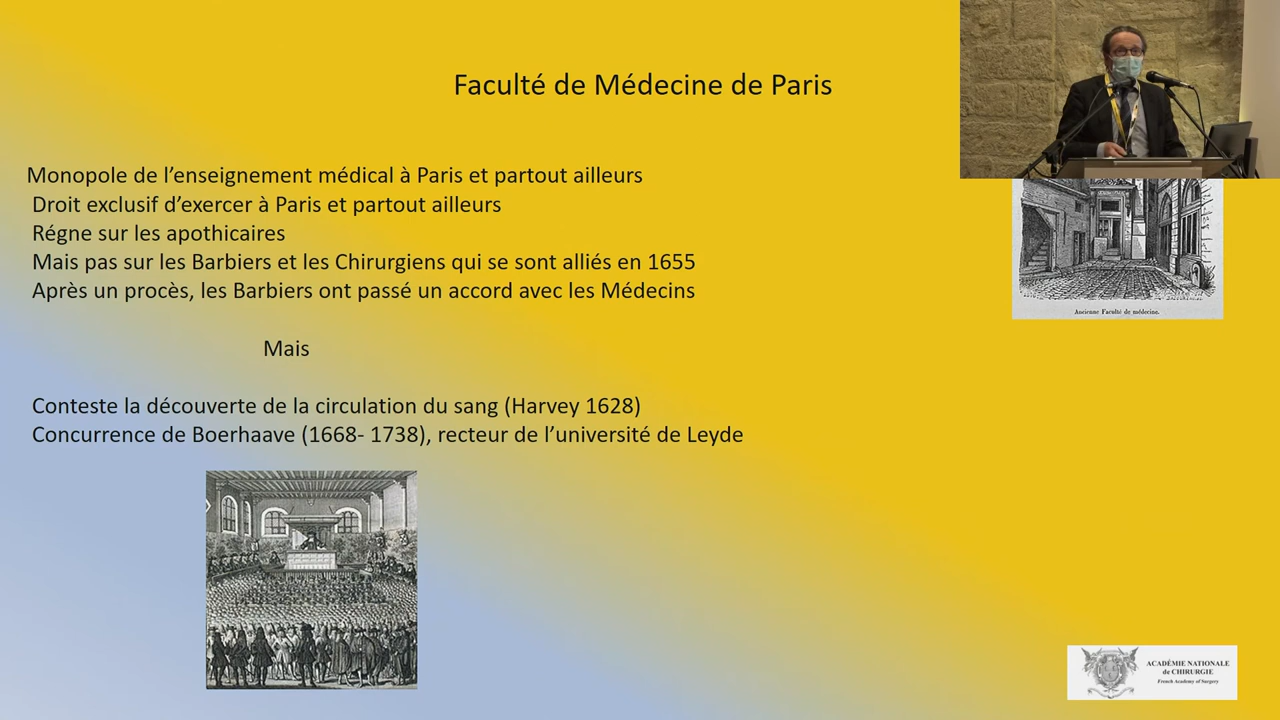 Faculté de Médecine de Paris
Monopole de l'enseignement médical à Paris et partout ailleurs
Droit exclusif d'exercer à Paris et partout ailleurs
Régne sur les apothicaires
Mais pas sur les Barbiers et les Chirurgiens qui se sont alliés en 1655
Après un procès, les Barbiers ont passé un accord avec les Médecins
Ancienne Faculté de médecine.
Mais
Conteste la découverte de la circulation du sang (Harvey 1628)
Concurrence de Boerhaave (1668- 1738), recteur de l'université de Leyde
ACADÉMIE NATIONALE
de CHIRURGIE
French Academy of Surgery